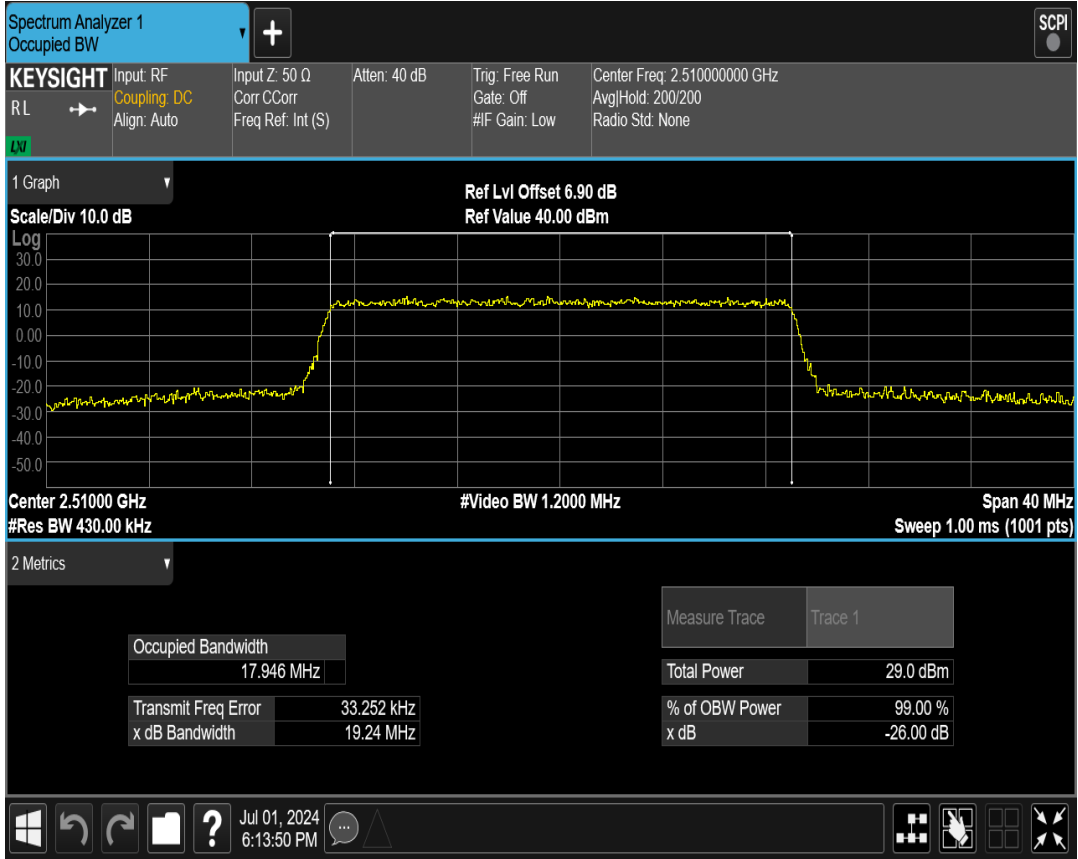 Spectrum Analyzer 1
Occupied BW
+
SCPI
KEYSIGHT
RL
LXI
Input: RF
Coupling: DC
Align: Auto
Input Z: 50 Ω
Corr CCorr
Freq Ref: Int (S)
Atten: 40 dB
Trig: Free Run
Gate: Off
#IF Gain: Low
Center Freq: 2.510000000 GHz
Avg|Hold: 200/200
Radio Std: None
1 Graph
Ref Lvl Offset 6.90 dB
Scale/Div 10.0 dB
Ref Value 40.00 dBm
Log
30.0
20.0
10.0
0.00
-10.0
-20.0
-30.0
-40.0
-50.0
Center 2.51000 GHz
#Video BW 1.2000 MHz
Span 40 MHz
#Res BW 430.00 kHz
Sweep 1.00 ms (1001 pts)
2 Metrics
Measure Trace Trace 1
Occupied Bandwidth
17.946 MHz
Total Power 29.0 dBm
Transmit Freq Error 33.252 kHz
% of OBW Power 99.00 %
x dB Bandwidth 19.24 MHz
x dB -26.00 dB
?
Jul 01, 2024
6:13:50 PM